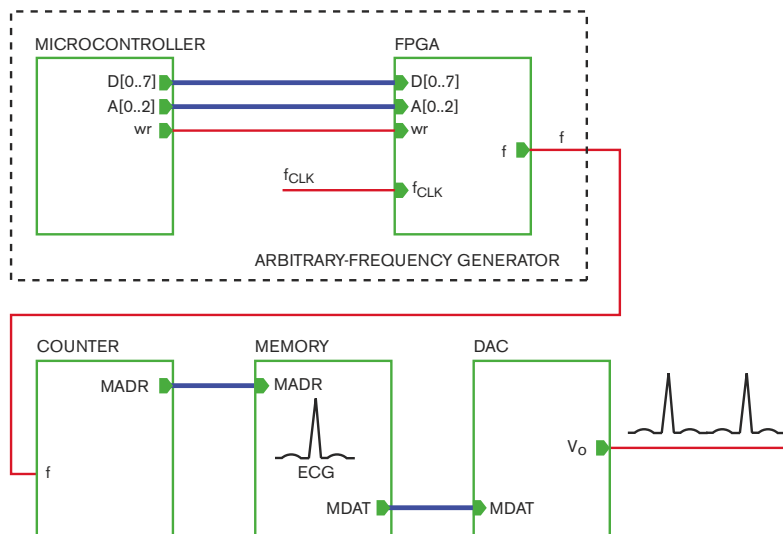 MICROCONTROLLER
FPGA
D[0..7]
D[0..7]
A[0..2]
A[0..2]
wr
wr
f
f
fCLK
fCLK
ARBITRARY-FREQUENCY GENERATOR
COUNTER
MEMORY
DAC
MADR
MADR
VO
ECG
f
MDAT
MDAT